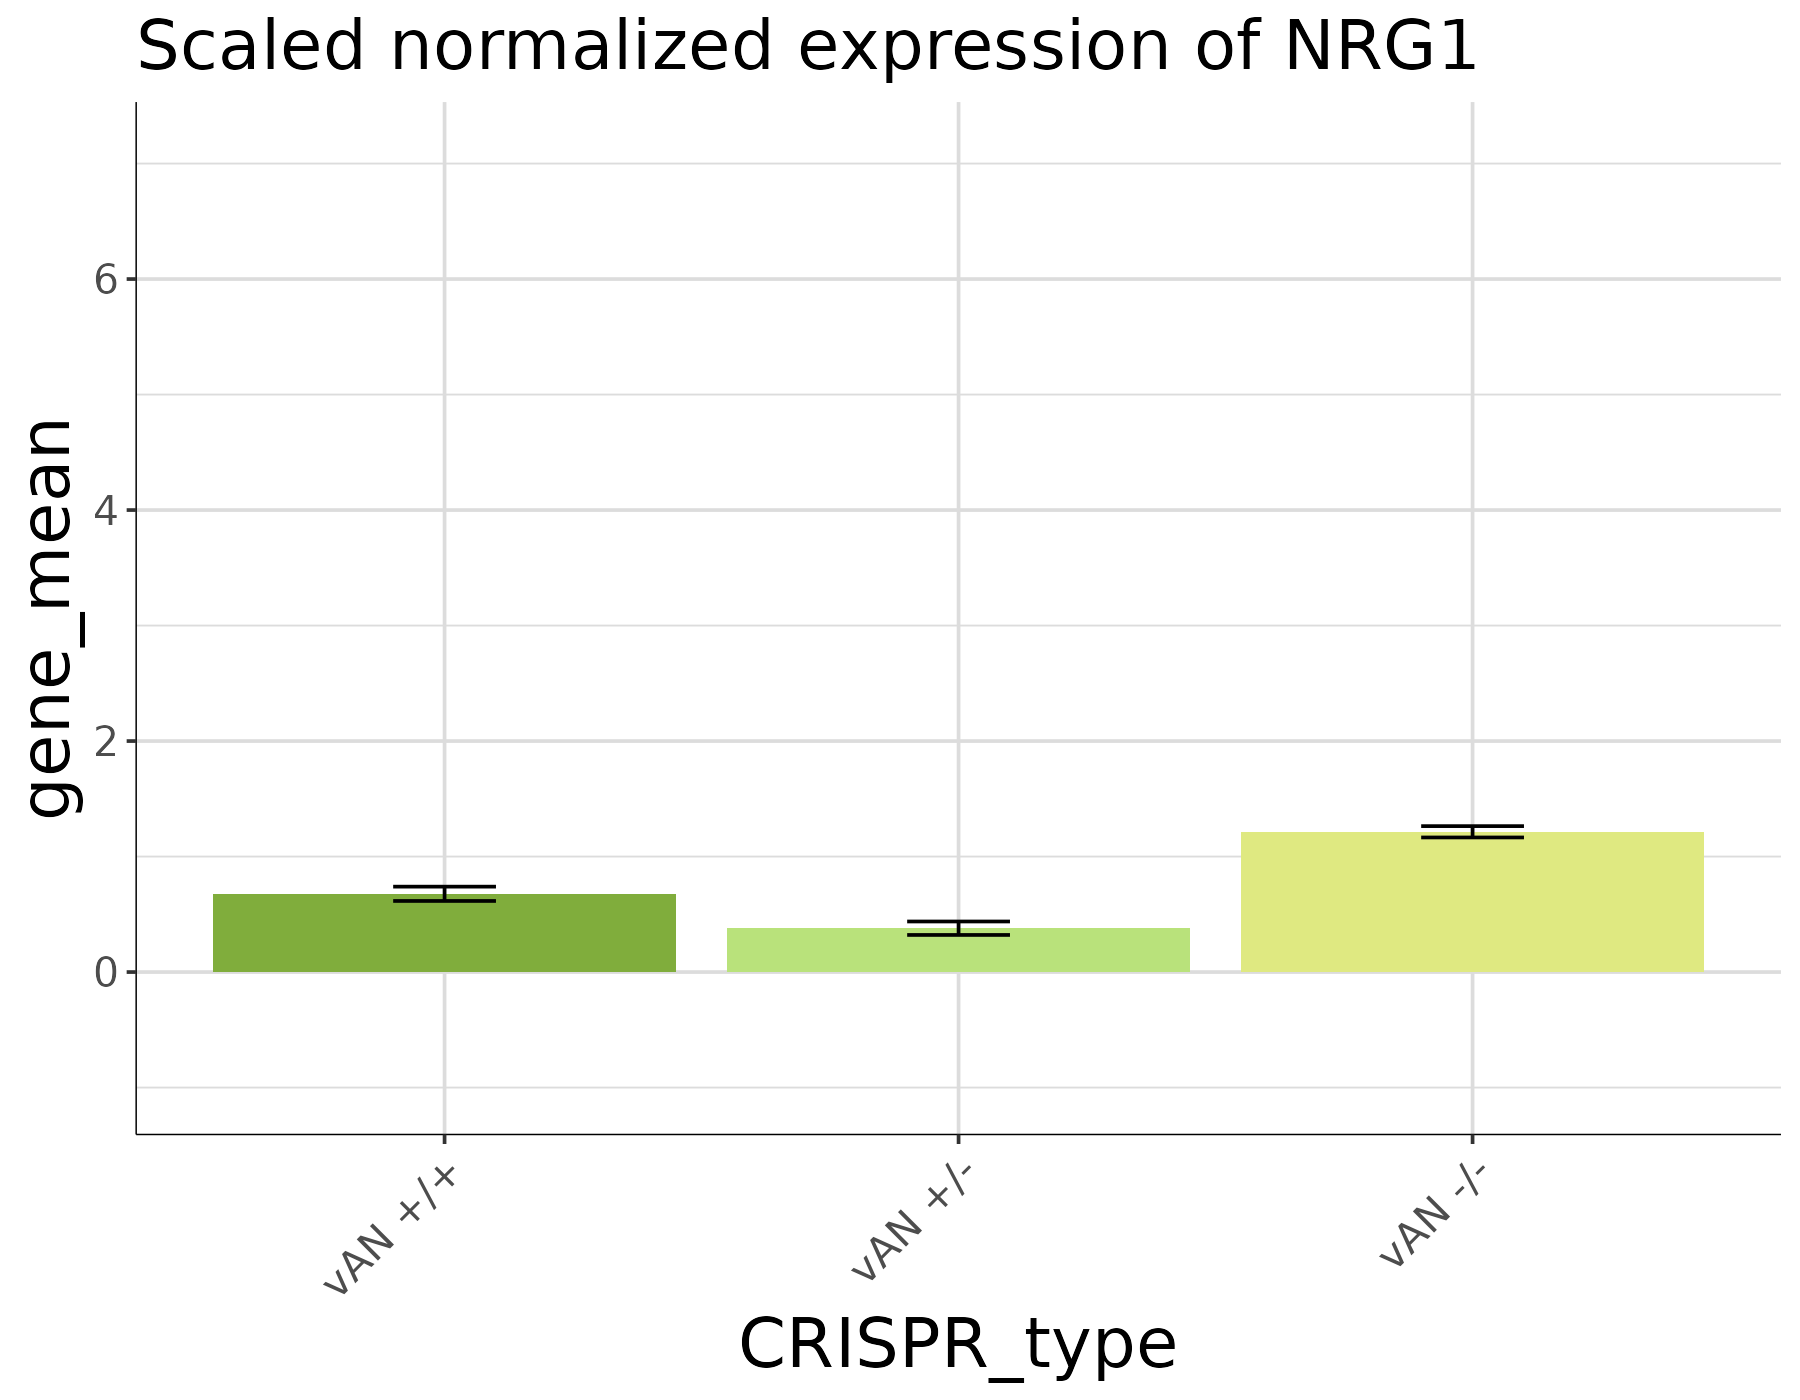 Scaled normalized expression of NRG1
gene_mean
6
4
2
0
vAN +/+
vAN +/-
vAN -/-
CRISPR_type